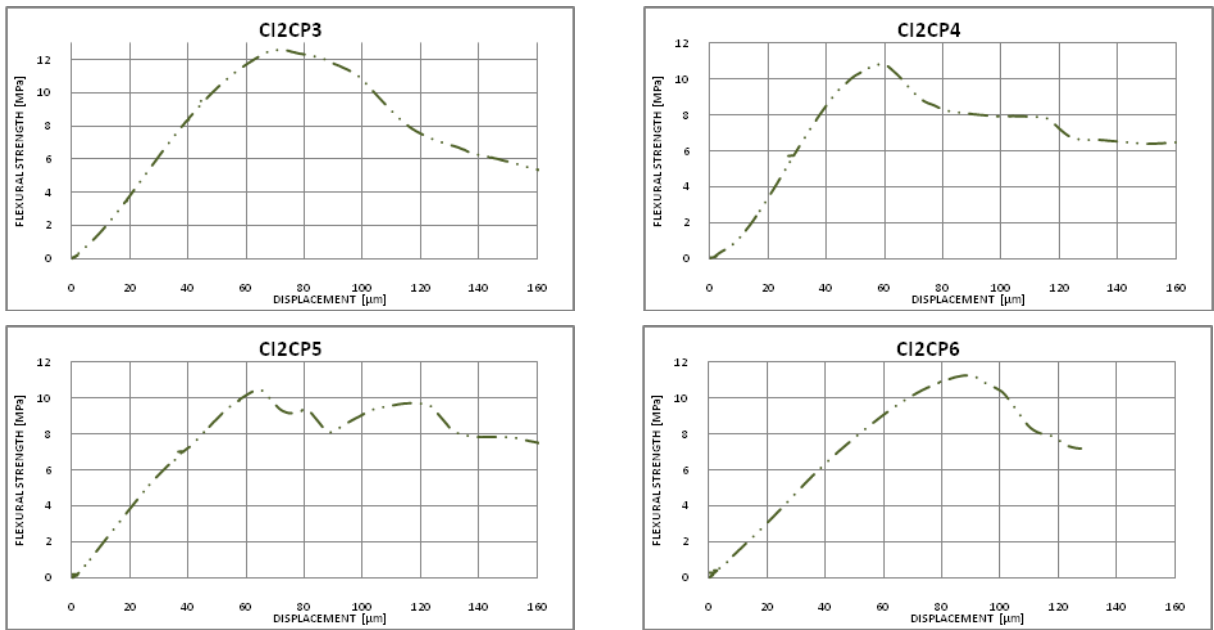 CI2CP3
FLEXURAL STRENGTH [MPa]
12
10
8
6
4
2
0
0 20 40 60 80 100 120 140 160
DISPLACEMENT [µm]
CI2CP4
FLEXURAL STRENGTH [MPa]
12
10
8
6
4
2
0
0 20 40 60 80 100 120 140 160
DISPLACEMENT [µm]
CI2CP5
FLEXURAL STRENGTH [MPa]
12
10
8
6
4
2
0
0 20 40 60 80 100 120 140 160
DISPLACEMENT [µm]
CI2CP6
FLEXURAL STRENGTH [MPa]
12
10
8
6
4
2
0
0 20 40 60 80 100 120 140 160
DISPLACEMENT [µm]